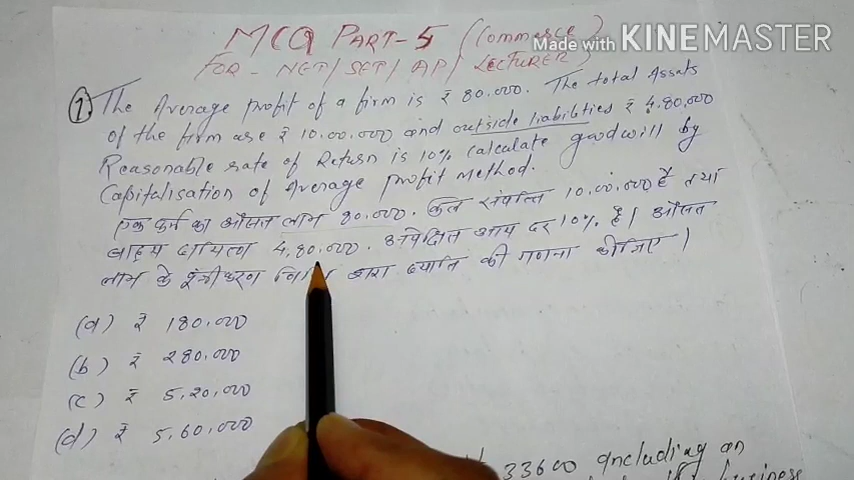 MCQ PART-5 (Commerce)
Made with KINEMASTER
FOR - NET/SET/AP/LECTURER)
1. The Average profit of a firm is ₹ 80,000. The total Assets
of the firm are ₹ 10,00,000 and outside liabilities ₹ 4,80,000
Reasonable rate of Return is 10% calculate goodwill by
Capitalisation of Average profit Method.
एक फर्म का औसत लाभ 80,000. कुल संपत्ति 10,00,000 है तथा
बाह्य दायित्व 4,80,000. अपेक्षित आय दर 10% है। औसत
लाभ के पूंजीकरण द्वारा ख्याति की गणना कीजिए।
(a) ₹ 180,000
(b) ₹ 280,000
(c) ₹ 5,20,000
(d) ₹ 5,60,000
33600 including an
business